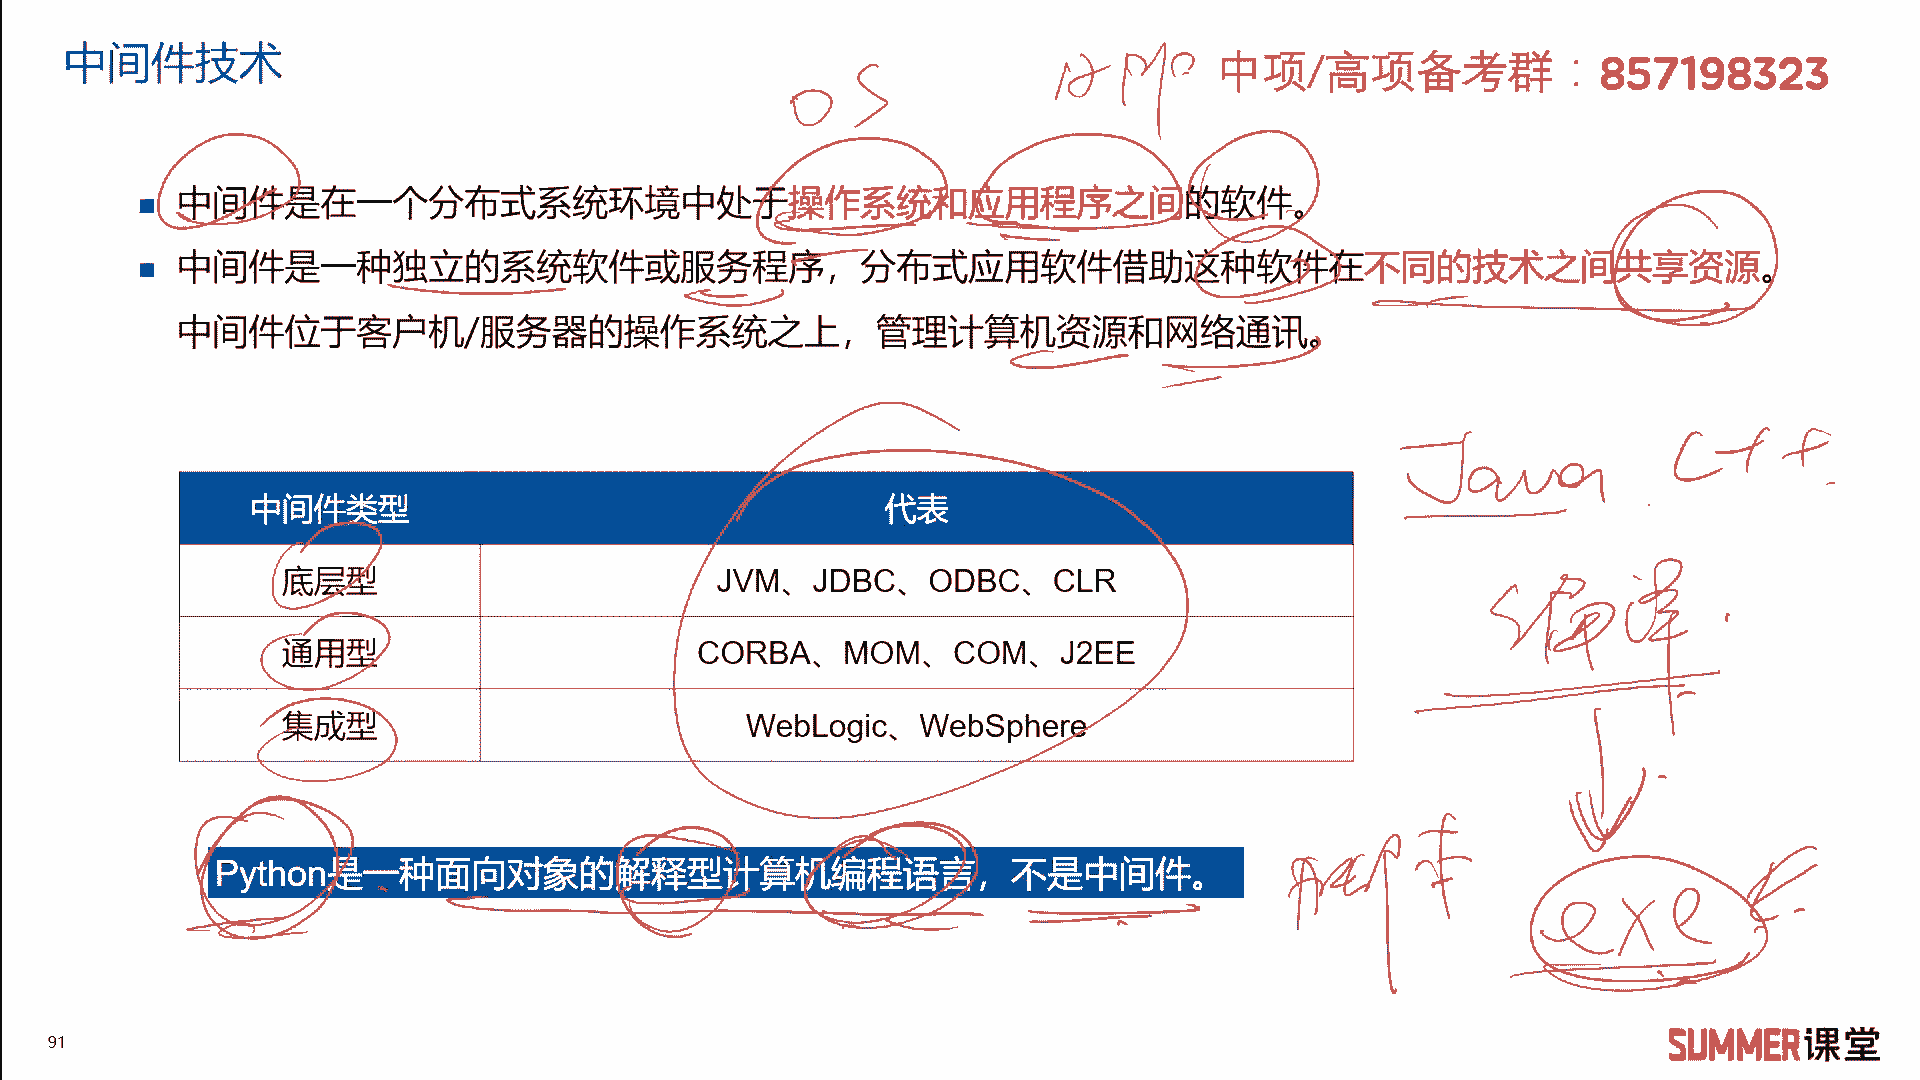 中间件技术
OS
APP
中项/高项备考群：857198323
中间件是在一个分布式系统环境中处于操作系统和应用程序之间的软件。
中间件是一种独立的系统软件或服务程序，分布式应用软件借助这种软件在不同的技术之间共享资源。
中间件位于客户机/服务器的操作系统之上，管理计算机资源和网络通讯。
Java C++
中间件类型 代表
底层型 JVM、JDBC、ODBC、CLR
通用型 CORBA、MOM、COM、J2EE
集成型 WebLogic、WebSphere
编译
Python是一种面向对象的解释型计算机编程语言，不是中间件。
exe
91
SUMMER课堂